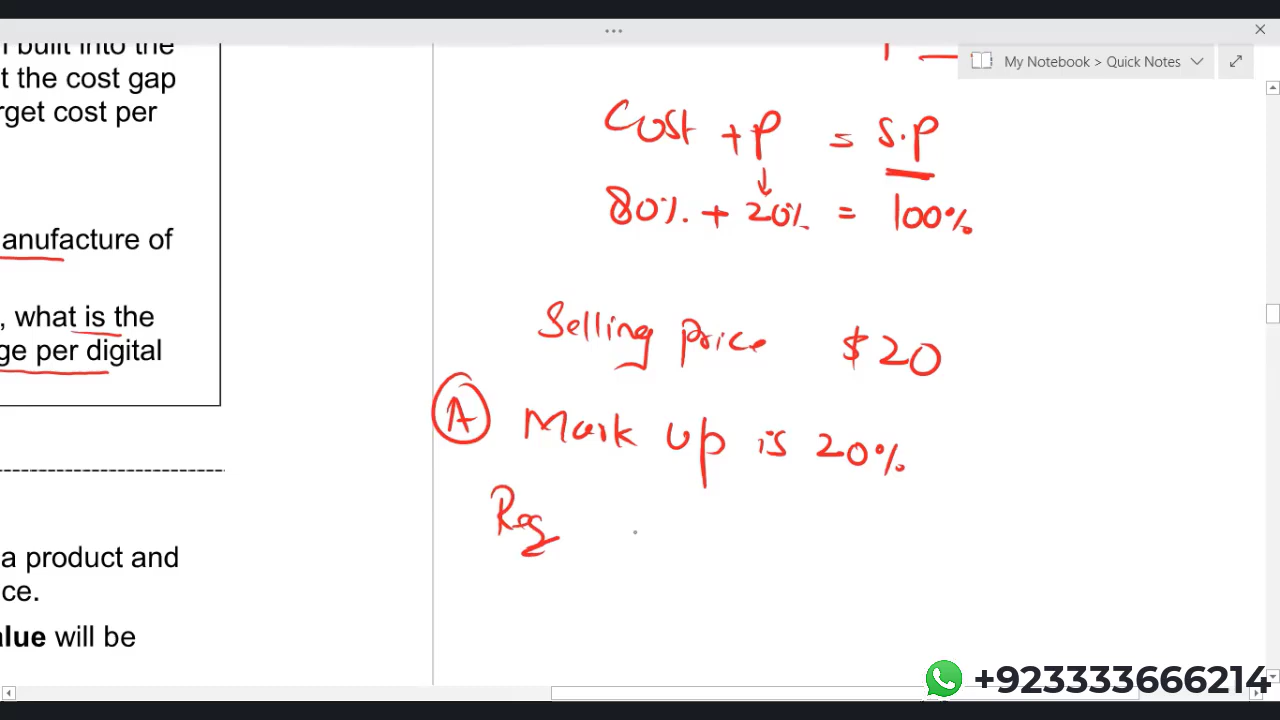 n built into the
t the cost gap
rget cost per
anufacture of
, what is the
ge per digital
a product and
ce.
alue will be
My Notebook > Quick Notes
Cost + P = S.P
80% + 20% = 100%
Selling price $20
A Mark up is 20%
Req
+923333666214